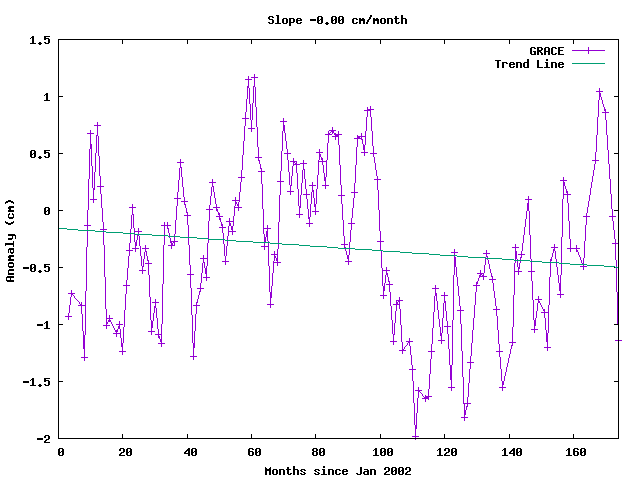 Slope -0.00 cm/month
GRACE
Trend Line
1.5
1
0.5
0
-0.5
-1
-1.5
-2
Anomaly (cm)
0 20 40 60 80 100 120 140 160
Months since Jan 2002